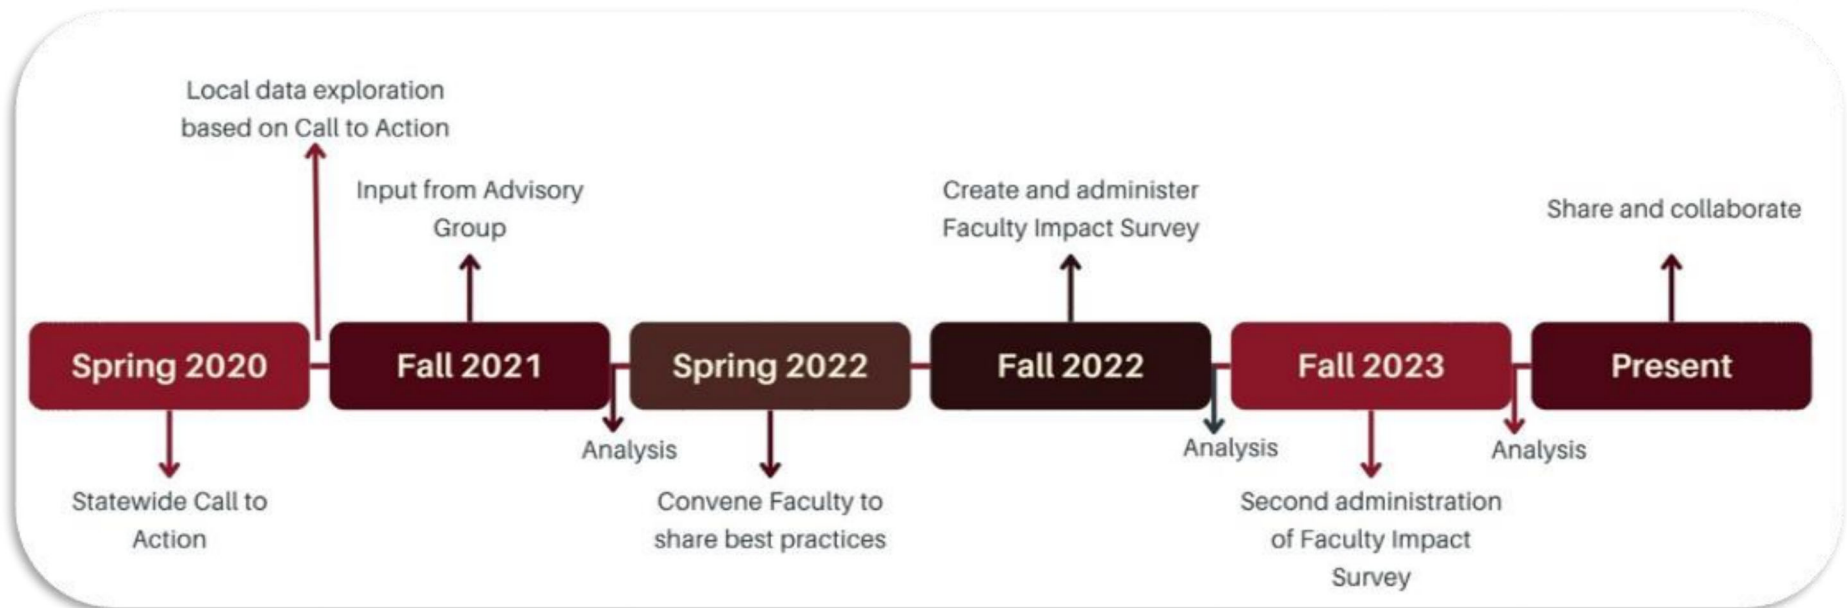 Local data exploration
based on Call to Action
Input from Advisory
Group
Create and administer
Faculty Impact Survey
Share and collaborate
Spring 2020
Fall 2021
Spring 2022
Fall 2022
Fall 2023
Present
Analysis
Analysis
Analysis
Statewide Call to
Action
Convene Faculty to
share best practices
Second administration
of Faculty Impact
Survey